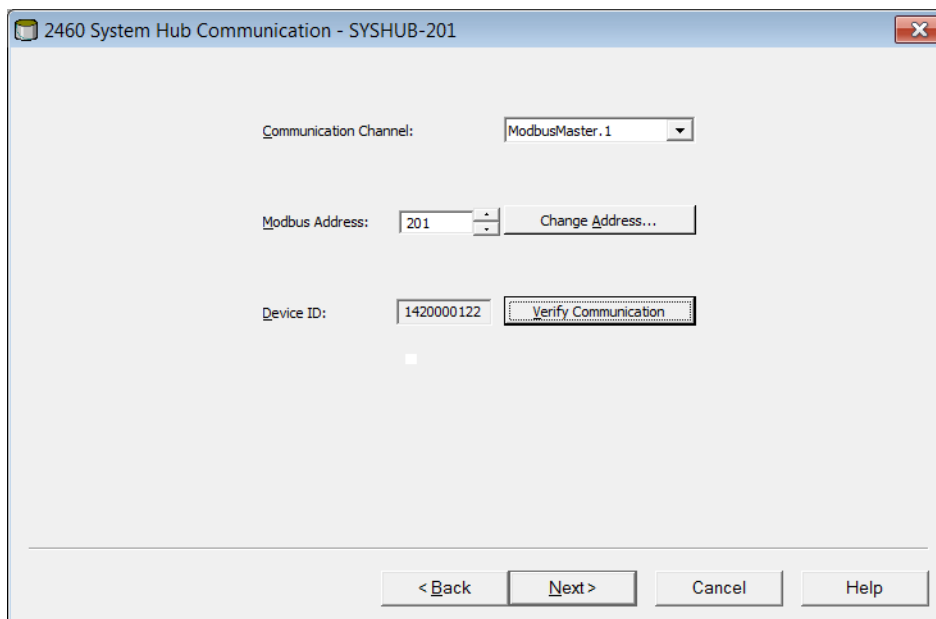 2460 System Hub Communication - SYSHUB-201
Communication Channel: ModbusMaster.1
Modbus Address: 201 Change Address...
Device ID: 1420000122 Verify Communication
< Back Next > Cancel Help